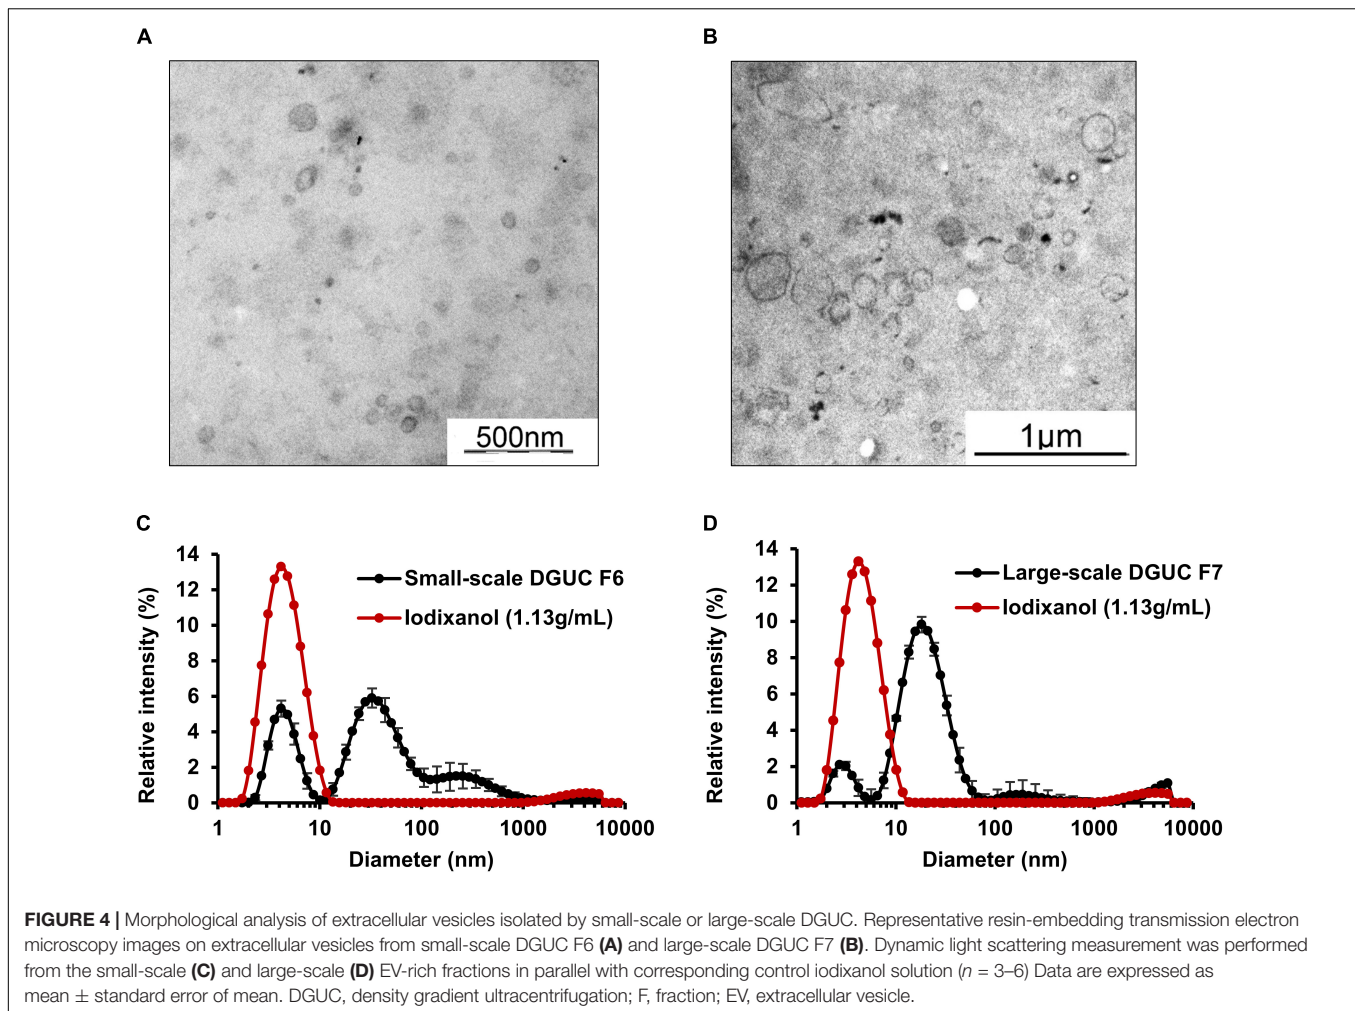 A
B
500nm
1µm
C
D
14
12
10
8
6
4
2
0
Relative intensity (%)
Small-scale DGUC F6
Iodixanol (1.13g/mL)
1
10
100
1000
10000
Diameter (nm)
14
12
10
8
6
4
2
0
Relative intensity (%)
Large-scale DGUC F7
Iodixanol (1.13g/mL)
1
10
100
1000
10000
Diameter (nm)
FIGURE 4 | Morphological analysis of extracellular vesicles isolated by small-scale or large-scale DGUC. Representative resin-embedding transmission electron
microscopy images on extracellular vesicles from small-scale DGUC F6 (A) and large-scale DGUC F7 (B). Dynamic light scattering measurement was performed
from the small-scale (C) and large-scale (D) EV-rich fractions in parallel with corresponding control iodixanol solution (n = 3–6) Data are expressed as
mean ± standard error of mean. DGUC, density gradient ultracentrifugation; F, fraction; EV, extracellular vesicle.